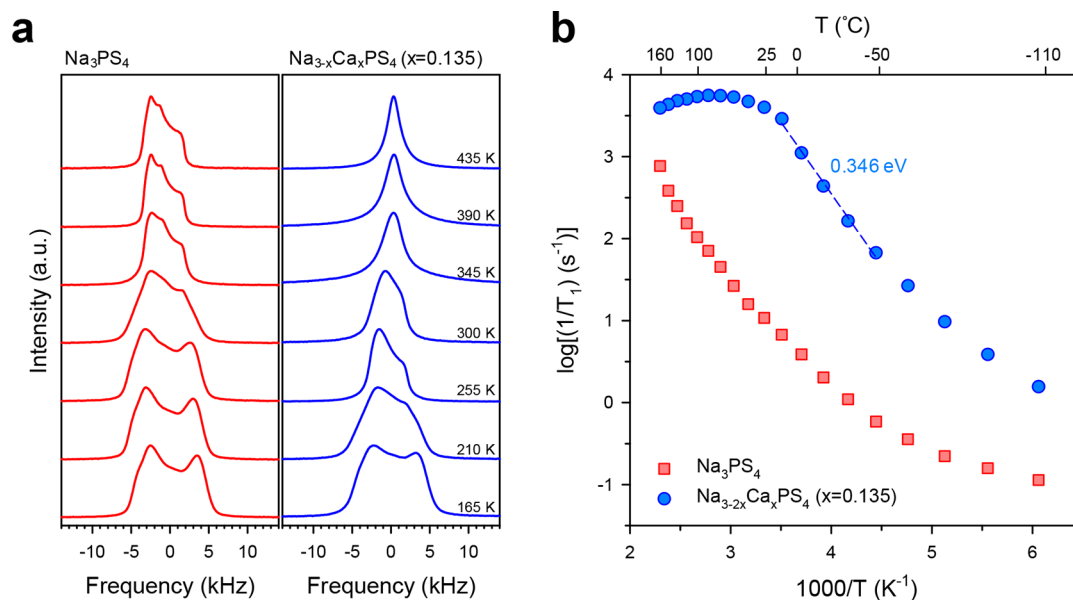 a
Na3PS4
Na3-xCaxPS4 (x=0.135)
435 K
390 K
345 K
300 K
255 K
210 K
165 K
Intensity (a.u.)
-10 -5 0 5 10
-10 -5 0 5 10
Frequency (kHz)
Frequency (kHz)
b
T (°C)
160 100 25 0 -50 -110
4
3
2
1
0
-1
log[(1/T1) (s-1)]
0.346 eV
Na3PS4
Na3-2xCaxPS4 (x=0.135)
2 3 4 5 6
1000/T (K-1)